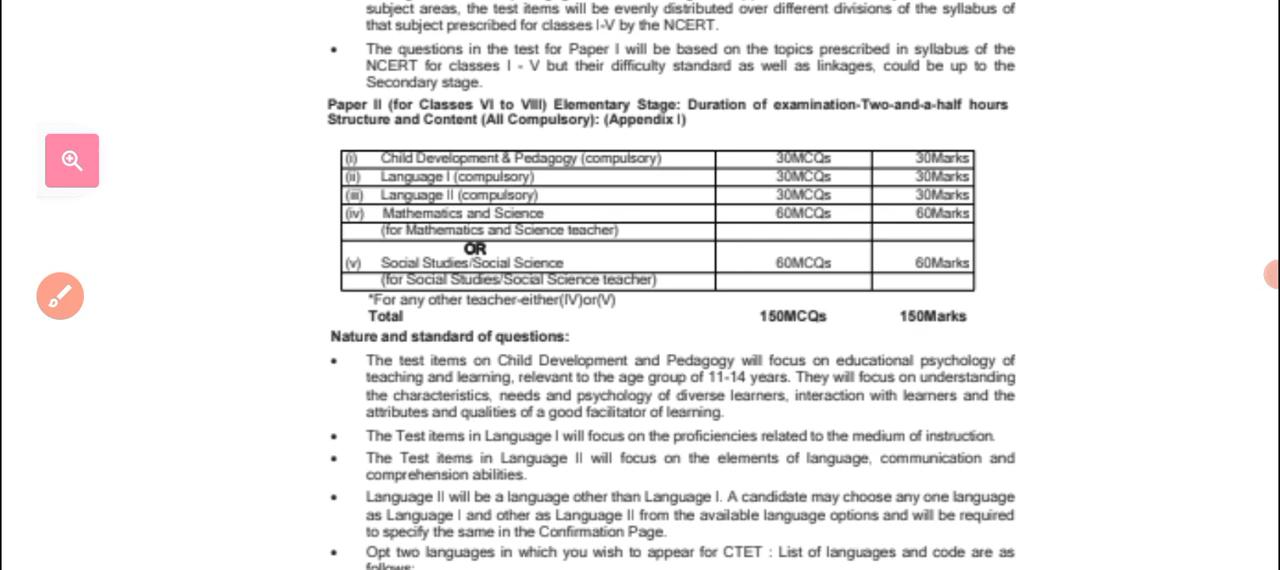 subject areas, the test items will be evenly distributed over different divisions of the syllabus of
that subject prescribed for classes I-V by the NCERT.
• The questions in the test for Paper I will be based on the topics prescribed in syllabus of the
NCERT for classes I - V but their difficulty standard as well as linkages, could be up to the
Secondary stage.
Paper II (for Classes VI to VIII) Elementary Stage: Duration of examination-Two-and-a-half hours
Structure and Content (All Compulsory): (Appendix I)
(i) Child Development & Pedagogy (compulsory) 30MCQs 30Marks
(ii) Language I (compulsory) 30MCQs 30Marks
(iii) Language II (compulsory) 30MCQs 30Marks
(iv) Mathematics and Science 60MCQs 60Marks
(for Mathematics and Science teacher)
OR
(v) Social Studies/Social Science 60MCQs 60Marks
(for Social Studies/Social Science teacher)
*For any other teacher-either(IV)or(V)
Total 150MCQs 150Marks
Nature and standard of questions:
• The test items on Child Development and Pedagogy will focus on educational psychology of
teaching and learning, relevant to the age group of 11-14 years. They will focus on understanding
the characteristics, needs and psychology of diverse learners, interaction with learners and the
attributes and qualities of a good facilitator of learning.
• The Test items in Language I will focus on the proficiencies related to the medium of instruction.
• The Test items in Language II will focus on the elements of language, communication and
comprehension abilities.
• Language II will be a language other than Language I. A candidate may choose any one language
as Language I and other as Language II from the available language options and will be required
to specify the same in the Confirmation Page.
• Opt two languages in which you wish to appear for CTET : List of languages and code are as
follows: